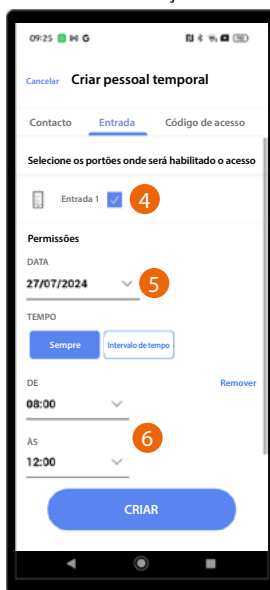 09:25
Cancelar Criar pessoal temporal
Contacto Entrada Código de acesso
Selecione os portões onde será habilitado o acesso
Entrada 1 4
Permissões
DATA
27/07/2024 5
TEMPO
Sempre Intervalo de tempo
DE Remover
08:00
ÀS 6
12:00
CRIAR